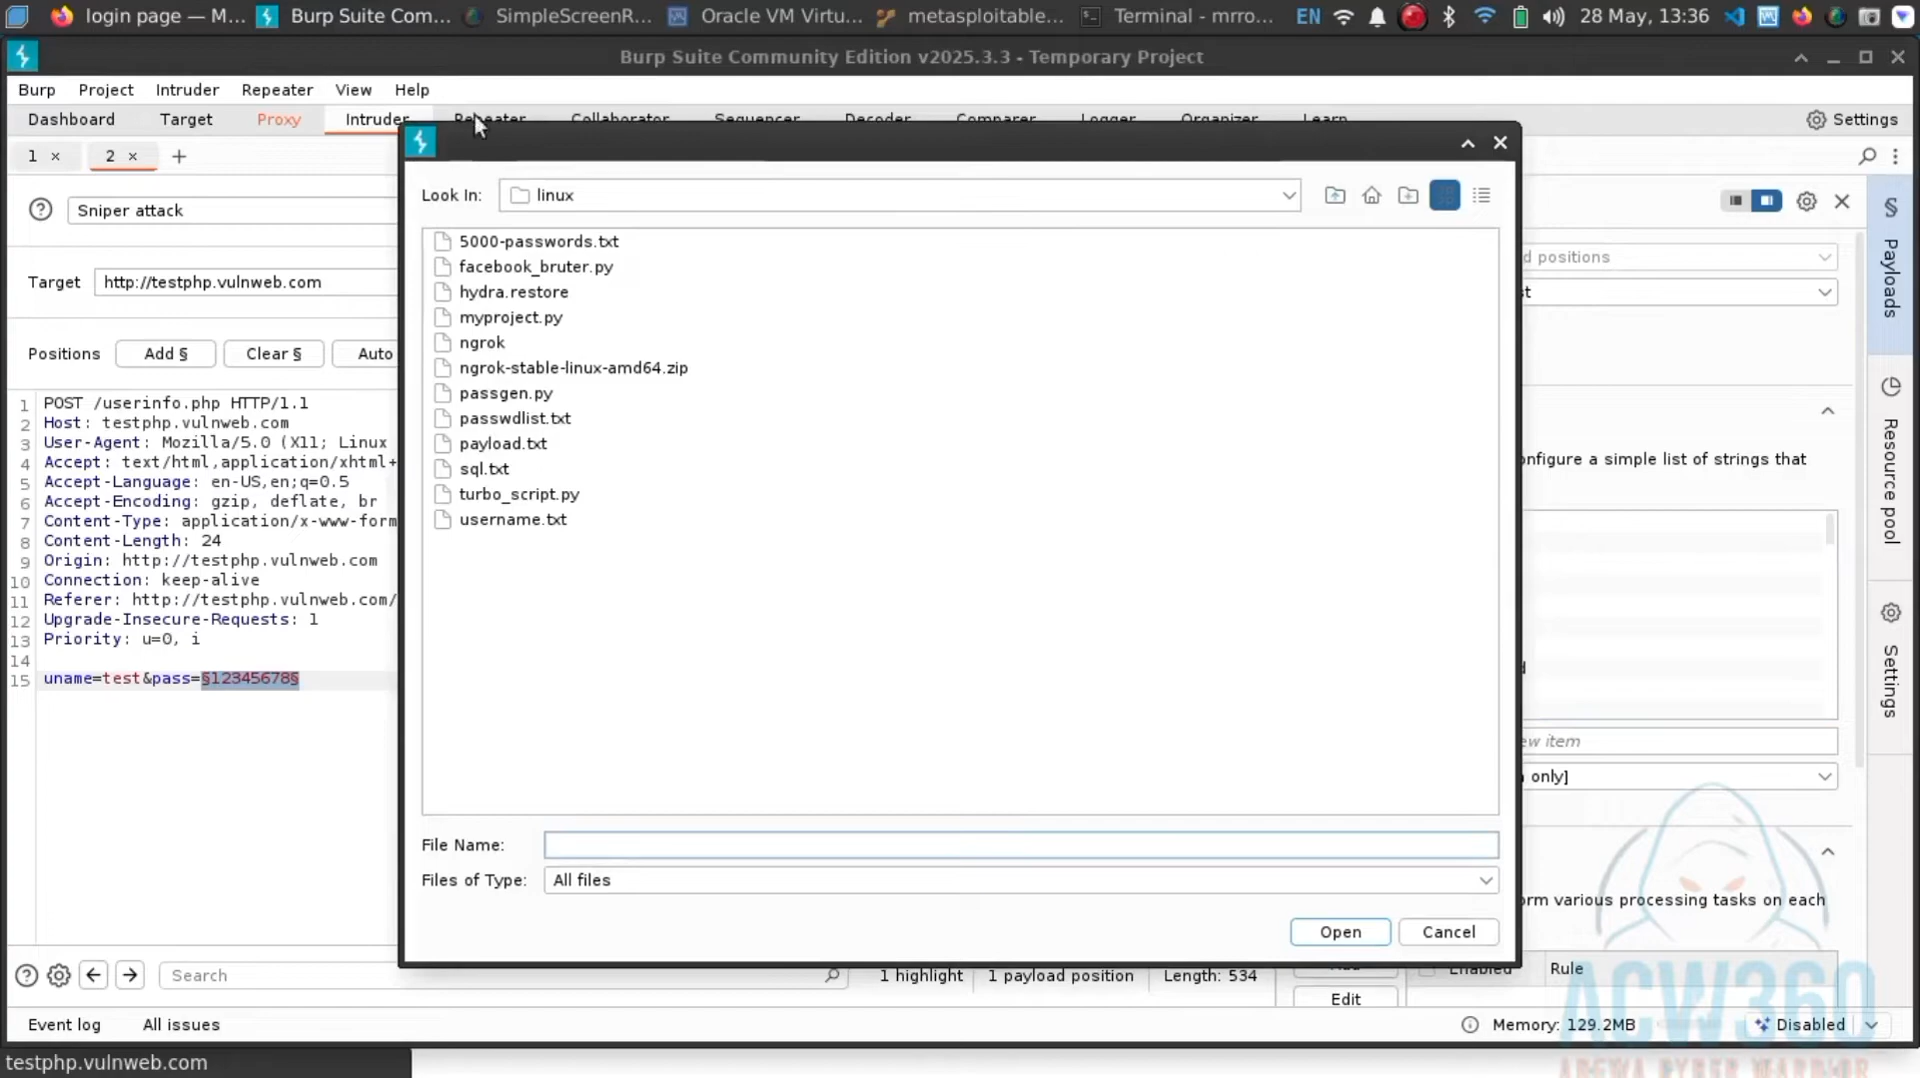 login page — M...
Burp Suite Com...
SimpleScreenR...
Oracle VM Virtu...
metasploitable...
Terminal - mrro...
EN
28 May, 13:36
Burp Suite Community Edition v2025.3.3 - Temporary Project
Burp Project Intruder Repeater View Help
Dashboard Target Proxy Intruder Repeater Collaborator Sequencer Decoder Comparer Logger Organizer Learn Settings
1 × 2 × +
Look In: linux
Sniper attack
5000-passwords.txt
facebook_bruter.py
hydra.restore
myproject.py
ngrok
ngrok-stable-linux-amd64.zip
passgen.py
passwdlist.txt
payload.txt
sql.txt
turbo_script.py
username.txt
File Name:
Files of Type: All files
Open Cancel
Target http://testphp.vulnweb.com
Positions Add § Clear § Auto
1 POST /userinfo.php HTTP/1.1
2 Host: testphp.vulnweb.com
3 User-Agent: Mozilla/5.0 (X11; Linux
4 Accept: text/html,application/xhtml+
5 Accept-Language: en-US,en;q=0.5
6 Accept-Encoding: gzip, deflate, br
7 Content-Type: application/x-www-form
8 Content-Length: 24
9 Origin: http://testphp.vulnweb.com
10 Connection: keep-alive
11 Referer: http://testphp.vulnweb.com/
12 Upgrade-Insecure-Requests: 1
13 Priority: u=0, i
14
15 uname=test&pass=§12345678§
d positions
st
onfigure a simple list of strings that
d
ew item
only]
orm various processing tasks on each
Enabled Rule
Edit
§
Payloads
Resource pool
Settings
Search
1 highlight 1 payload position Length: 534
Event log All issues
Memory: 129.2MB Disabled
testphp.vulnweb.com
ACW360